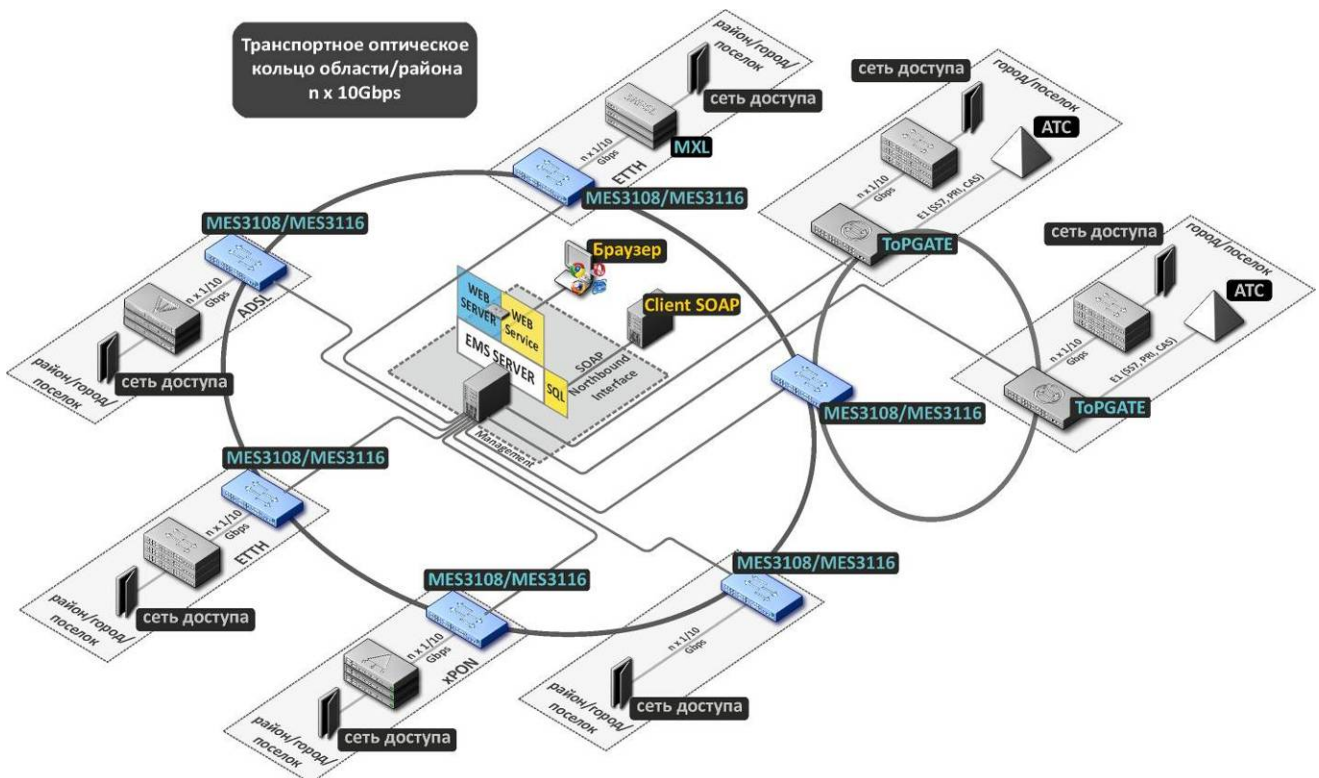 Транспортное оптическое
кольцо области/района
n x 10Gbps
район/город/
поселок
сеть доступа
MXL
n x 1/10
Gbps
ETTH
MES3108/MES3116
город/поселок
сеть доступа
ATC
n x 1/10
Gbps
E1 (SS7, PRI, CAS)
ToPGATE
город/поселок
сеть доступа
ATC
n x 1/10
Gbps
E1 (SS7, PRI, CAS)
ToPGATE
MES3108/MES3116
n x 1/10
Gbps
ADSL
сеть доступа
район/город/
поселок
Браузер
WEB
SERVER
WEB
Service
EMS SERVER
SQL
Client SOAP
SOAP
Northbound
Interface
Management
MES3108/MES3116
MES3108/MES3116
n x 1/10
Gbps
ETTH
сеть доступа
район/город/
поселок
MES3108/MES3116
n x 1/10
Gbps
xPON
сеть доступа
район/город/
поселок
MES3108/MES3116
n x 1/10
Gbps
сеть доступа
район/город/
поселок